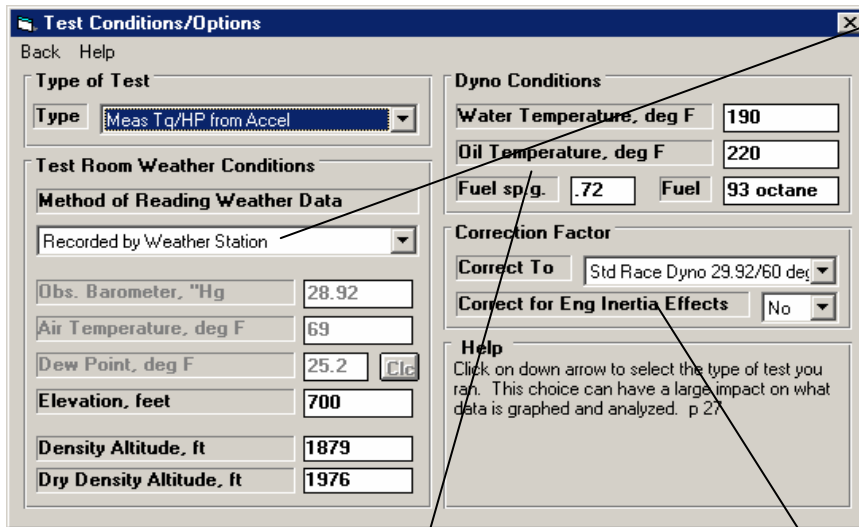 Test Conditions/Options
Back Help
Type of Test
Type Meas Tq/HP from Accel
Test Room Weather Conditions
Method of Reading Weather Data
Recorded by Weather Station
Obs. Barometer, "Hg 28.92
Air Temperature, deg F 69
Dew Point, deg F 25.2 Clc
Elevation, feet 700
Density Altitude, ft 1879
Dry Density Altitude, ft 1976
Dyno Conditions
Water Temperature, deg F 190
Oil Temperature, deg F 220
Fuel sp.g. .72 Fuel 93 octane
Correction Factor
Correct To Std Race Dyno 29.92/60 deg
Correct for Eng Inertia Effects No
Help
Click on down arrow to select the type of test you
ran. This choice can have a large impact on what
data is graphed and analyzed. p 27